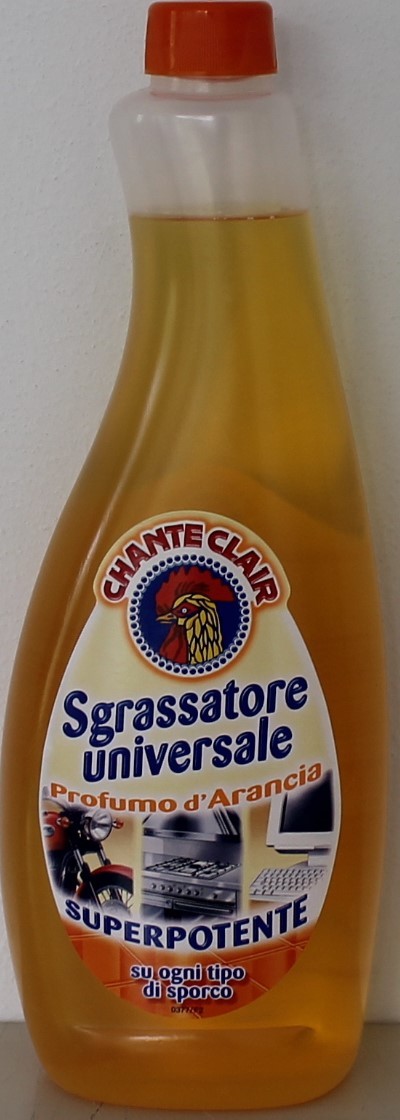 CHANTE CLAIR
Sgrassatore
universale
Profumo d'Arancia
SUPERPOTENTE
su ogni tipo
di sporco